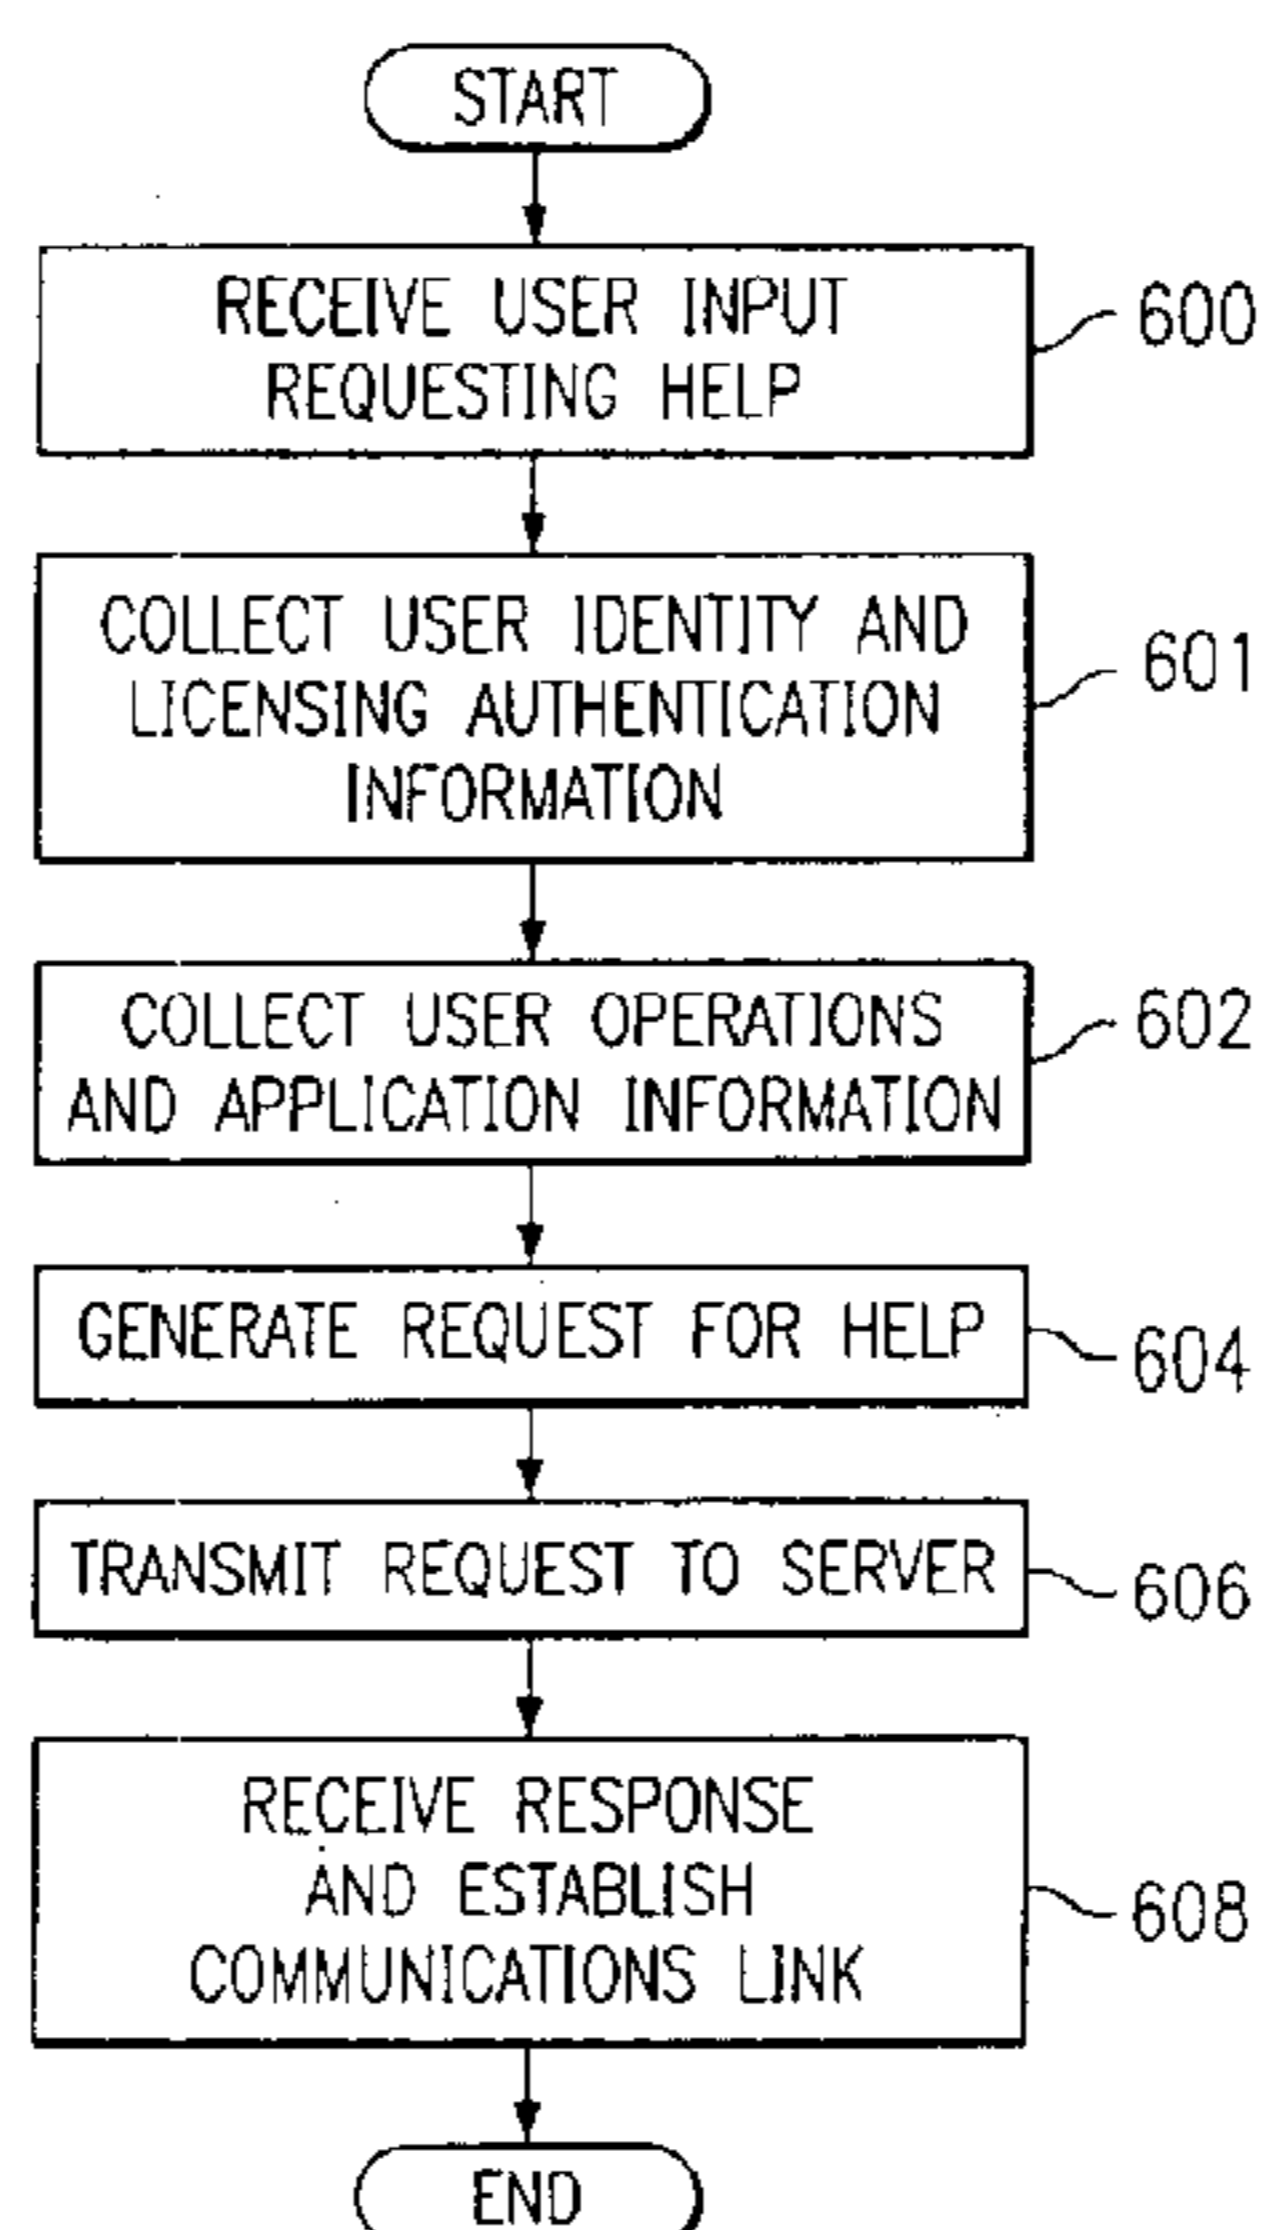 START
RECEIVE USER INPUT
REQUESTING HELP
600
COLLECT USER IDENTITY AND
LICENSING AUTHENTICATION
INFORMATION
601
COLLECT USER OPERATIONS
AND APPLICATION INFORMATION
602
GENERATE REQUEST FOR HELP
604
TRANSMIT REQUEST TO SERVER
606
RECEIVE RESPONSE
AND ESTABLISH
COMMUNICATIONS LINK
608
END